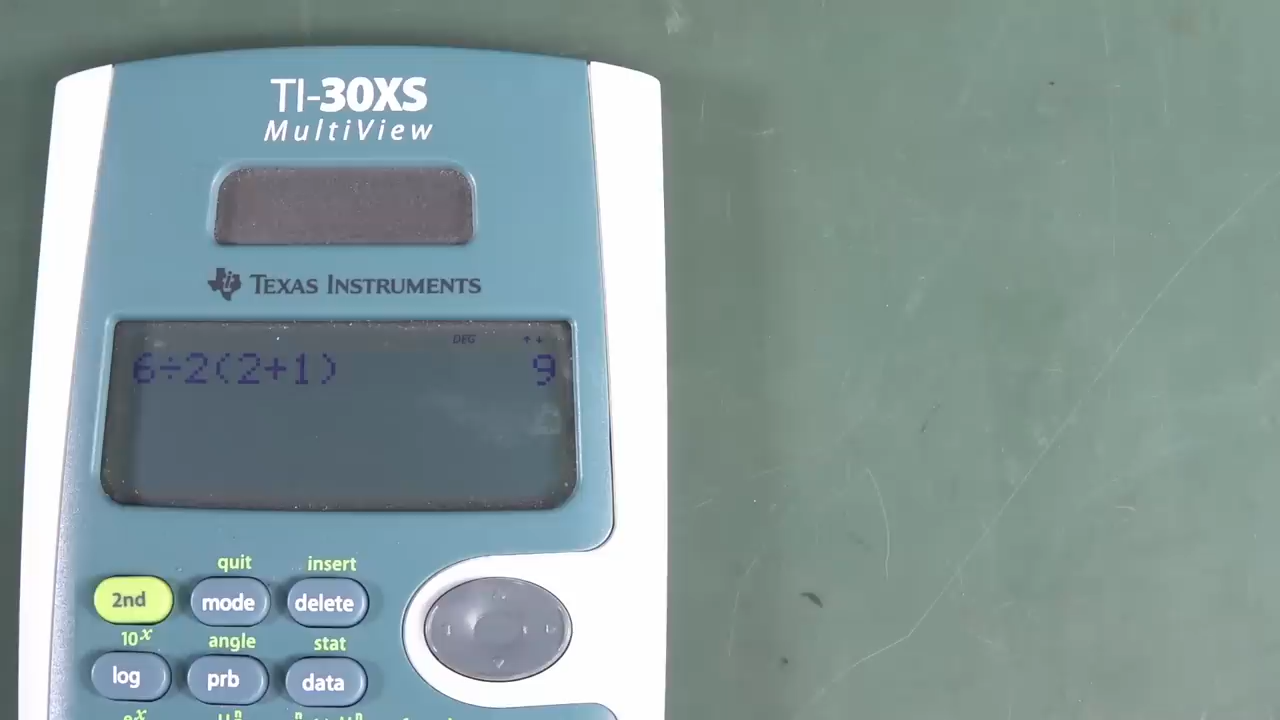 TI-30XS
MultiView
TEXAS INSTRUMENTS
DEG ↑↓
6÷2(2+1) 9
quit insert
2nd mode delete
10ˣ angle stat
log prb data